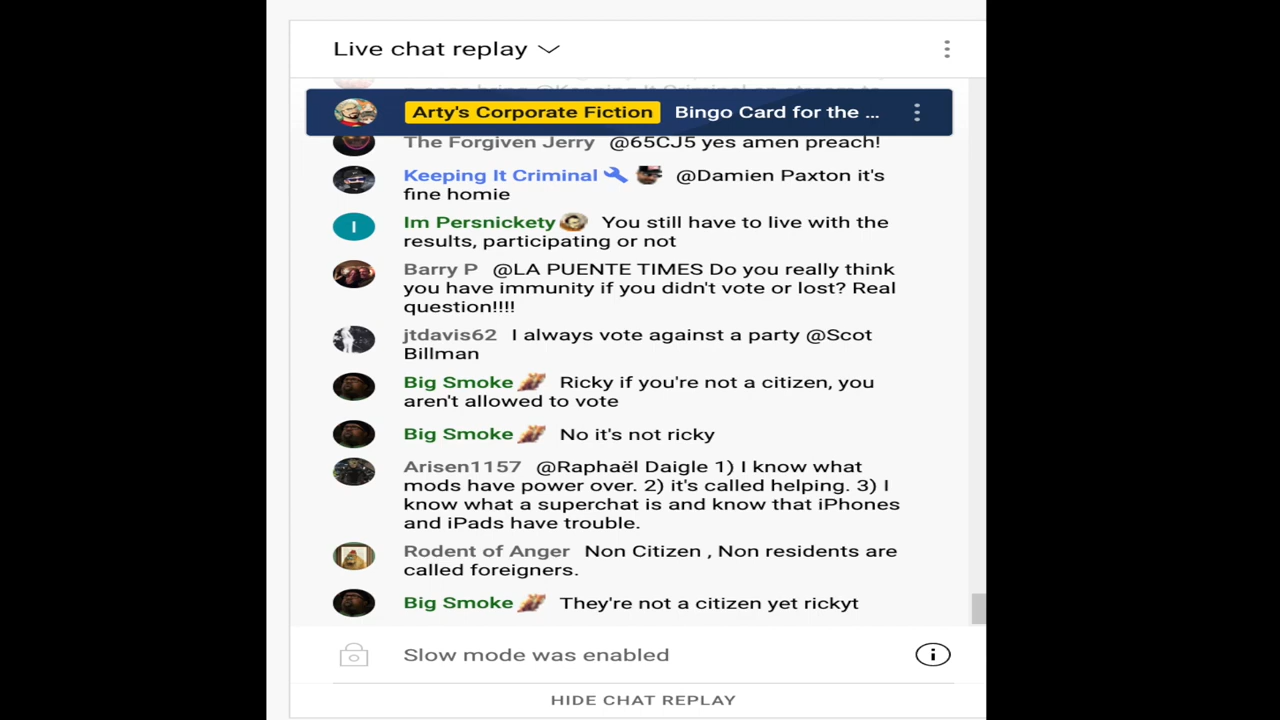 Live chat replay
Arty's Corporate Fiction Bingo Card for the ...
The Forgiven Jerry @65CJ5 yes amen preach!
Keeping It Criminal @Damien Paxton it's
fine homie
I
Im Persnickety You still have to live with the
results, participating or not
Barry P @LA PUENTE TIMES Do you really think
you have immunity if you didn't vote or lost? Real
question!!!!
jtdavis62 I always vote against a party @Scot
Billman
Big Smoke Ricky if you're not a citizen, you
aren't allowed to vote
Big Smoke No it's not ricky
Arisen1157 @Raphaël Daigle 1) I know what
mods have power over. 2) it's called helping. 3) I
know what a superchat is and know that iPhones
and iPads have trouble.
Rodent of Anger Non Citizen , Non residents are
called foreigners.
Big Smoke They're not a citizen yet rickyt
Slow mode was enabled
HIDE CHAT REPLAY